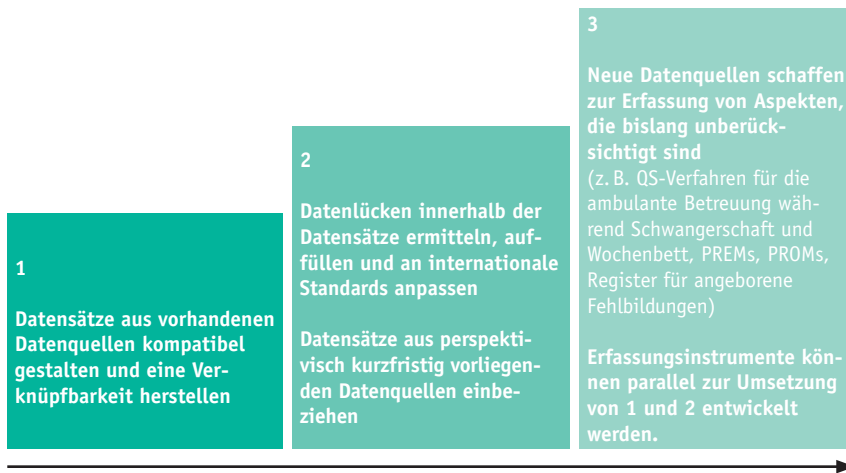 1
Datensätze aus vorhandenen
Datenquellen kompatibel
gestalten und eine Ver-
knüpfbarkeit herstellen
2
Datenlücken innerhalb der
Datensätze ermitteln, auf-
füllen und an internationale
Standards anpassen
Datensätze aus perspekti-
visch kurzfristig vorliegen-
den Datenquellen einbe-
ziehen
3
Neue Datenquellen schaffen
zur Erfassung von Aspekten,
die bislang unberück-
sichtigt sind
(z. B. QS-Verfahren für die
ambulante Betreuung wäh-
rend Schwangerschaft und
Wochenbett, PREMs, PROMs,
Register für angeborene
Fehlbildungen)
Erfassungsinstrumente kön-
nen parallel zur Umsetzung
von 1 und 2 entwickelt
werden.